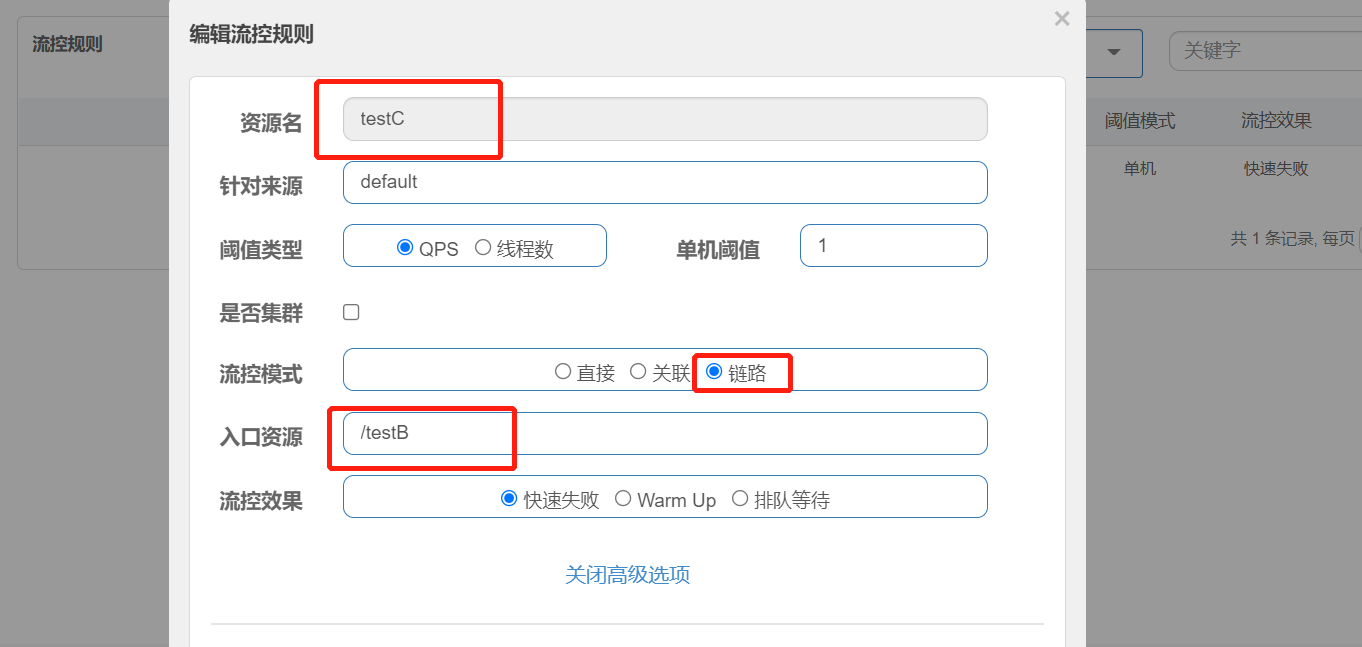 编辑流控规则
×
流控规则
关键字
资源名 testC
针对来源 default
阈值类型 QPS 线程数 单机阈值 1
是否集群
流控模式 直接 关联 链路
入口资源 /testB
流控效果 快速失败 Warm Up 排队等待
关闭高级选项
阈值模式 流控效果
单机 快速失败
共 1 条记录, 每页